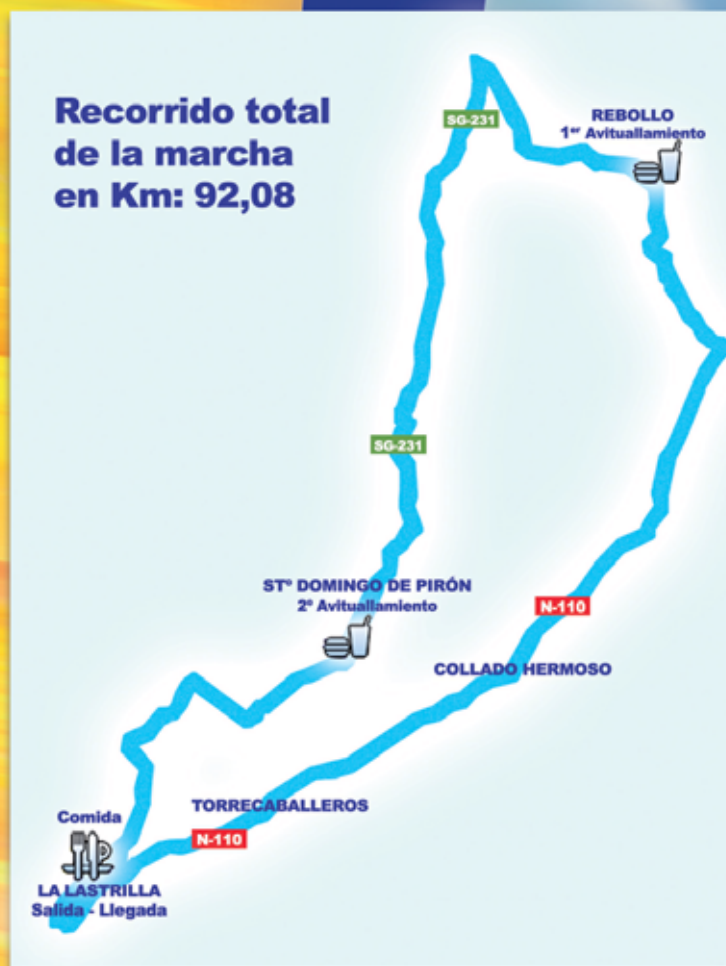 Recorrido total
de la marcha
en Km: 92,08
SG-231
REBOLLO
1er Avituallamiento
SG-231
STº DOMINGO DE PIRÓN
2º Avituallamiento
N-110
COLLADO HERMOSO
TORRECABALLEROS
Comida
N-110
LA LASTRILLA
Salida - Llegada